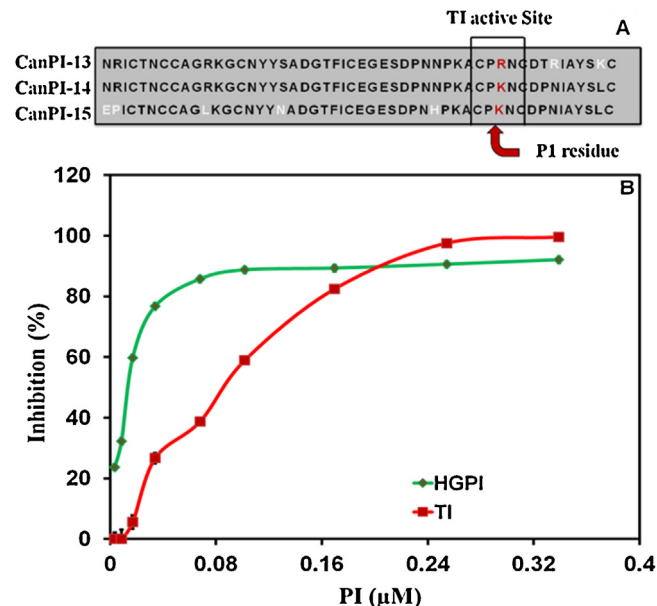 TI active Site
A
CanPI-13 NRICTNCCAGRKGCNYYSADGTFICEGESDPNNPKACPRNCDTRIAYSKC
CanPI-14 NRICTNCCAGRKGCNYYSADGTFICEGESDPNNPKACPKNCDPNIAYSLC
CanPI-15 EPICTNCCAGLKGCNYYNADGTFICEGESDPNHPKACPKNCDPNIAYSLC
P1 residue
B
120
100
80
60
40
20
0
Inhibition (%)
HGPI
TI
0 0.08 0.16 0.24 0.32 0.4
PI (µM)